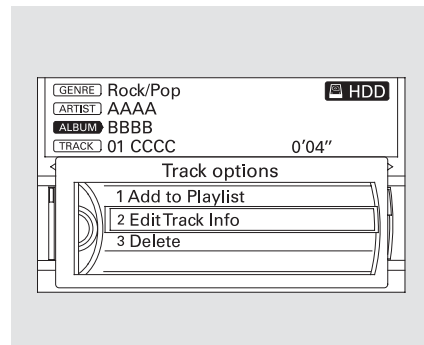 GENRE Rock/Pop HDD
ARTIST AAAA
ALBUM BBBB
TRACK 01 CCCC 0'04"
Track options
1 Add to Playlist
2 Edit Track Info
3 Delete